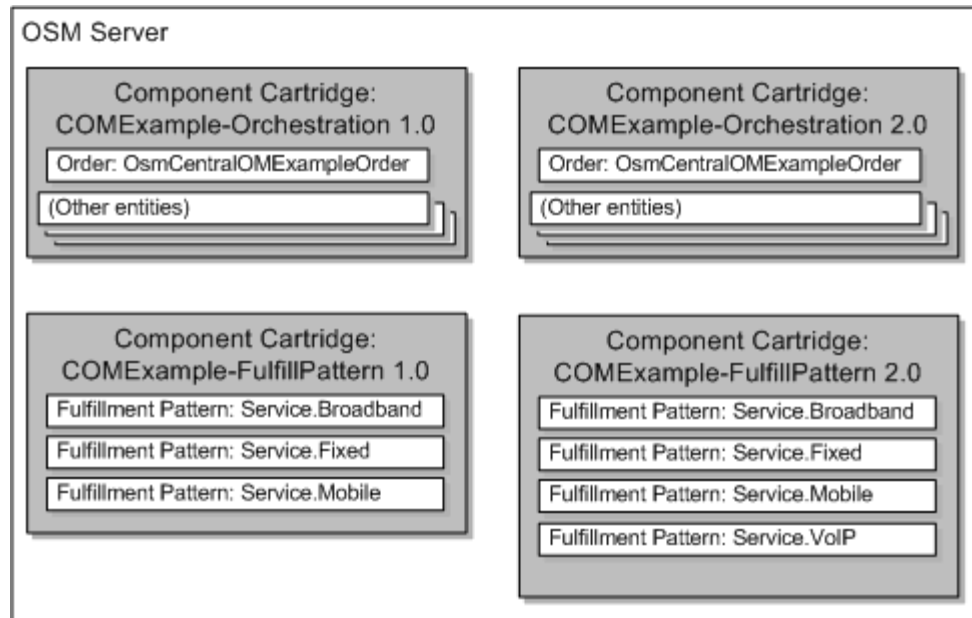 OSM Server
Component Cartridge:
COMExample-Orchestration 1.0
Order: OsmCentralOMExampleOrder
(Other entities)
Component Cartridge:
COMExample-Orchestration 2.0
Order: OsmCentralOMExampleOrder
(Other entities)
Component Cartridge:
COMExample-FulfillPattern 1.0
Fulfillment Pattern: Service.Broadband
Fulfillment Pattern: Service.Fixed
Fulfillment Pattern: Service.Mobile
Component Cartridge:
COMExample-FulfillPattern 2.0
Fulfillment Pattern: Service.Broadband
Fulfillment Pattern: Service.Fixed
Fulfillment Pattern: Service.Mobile
Fulfillment Pattern: Service.VoIP